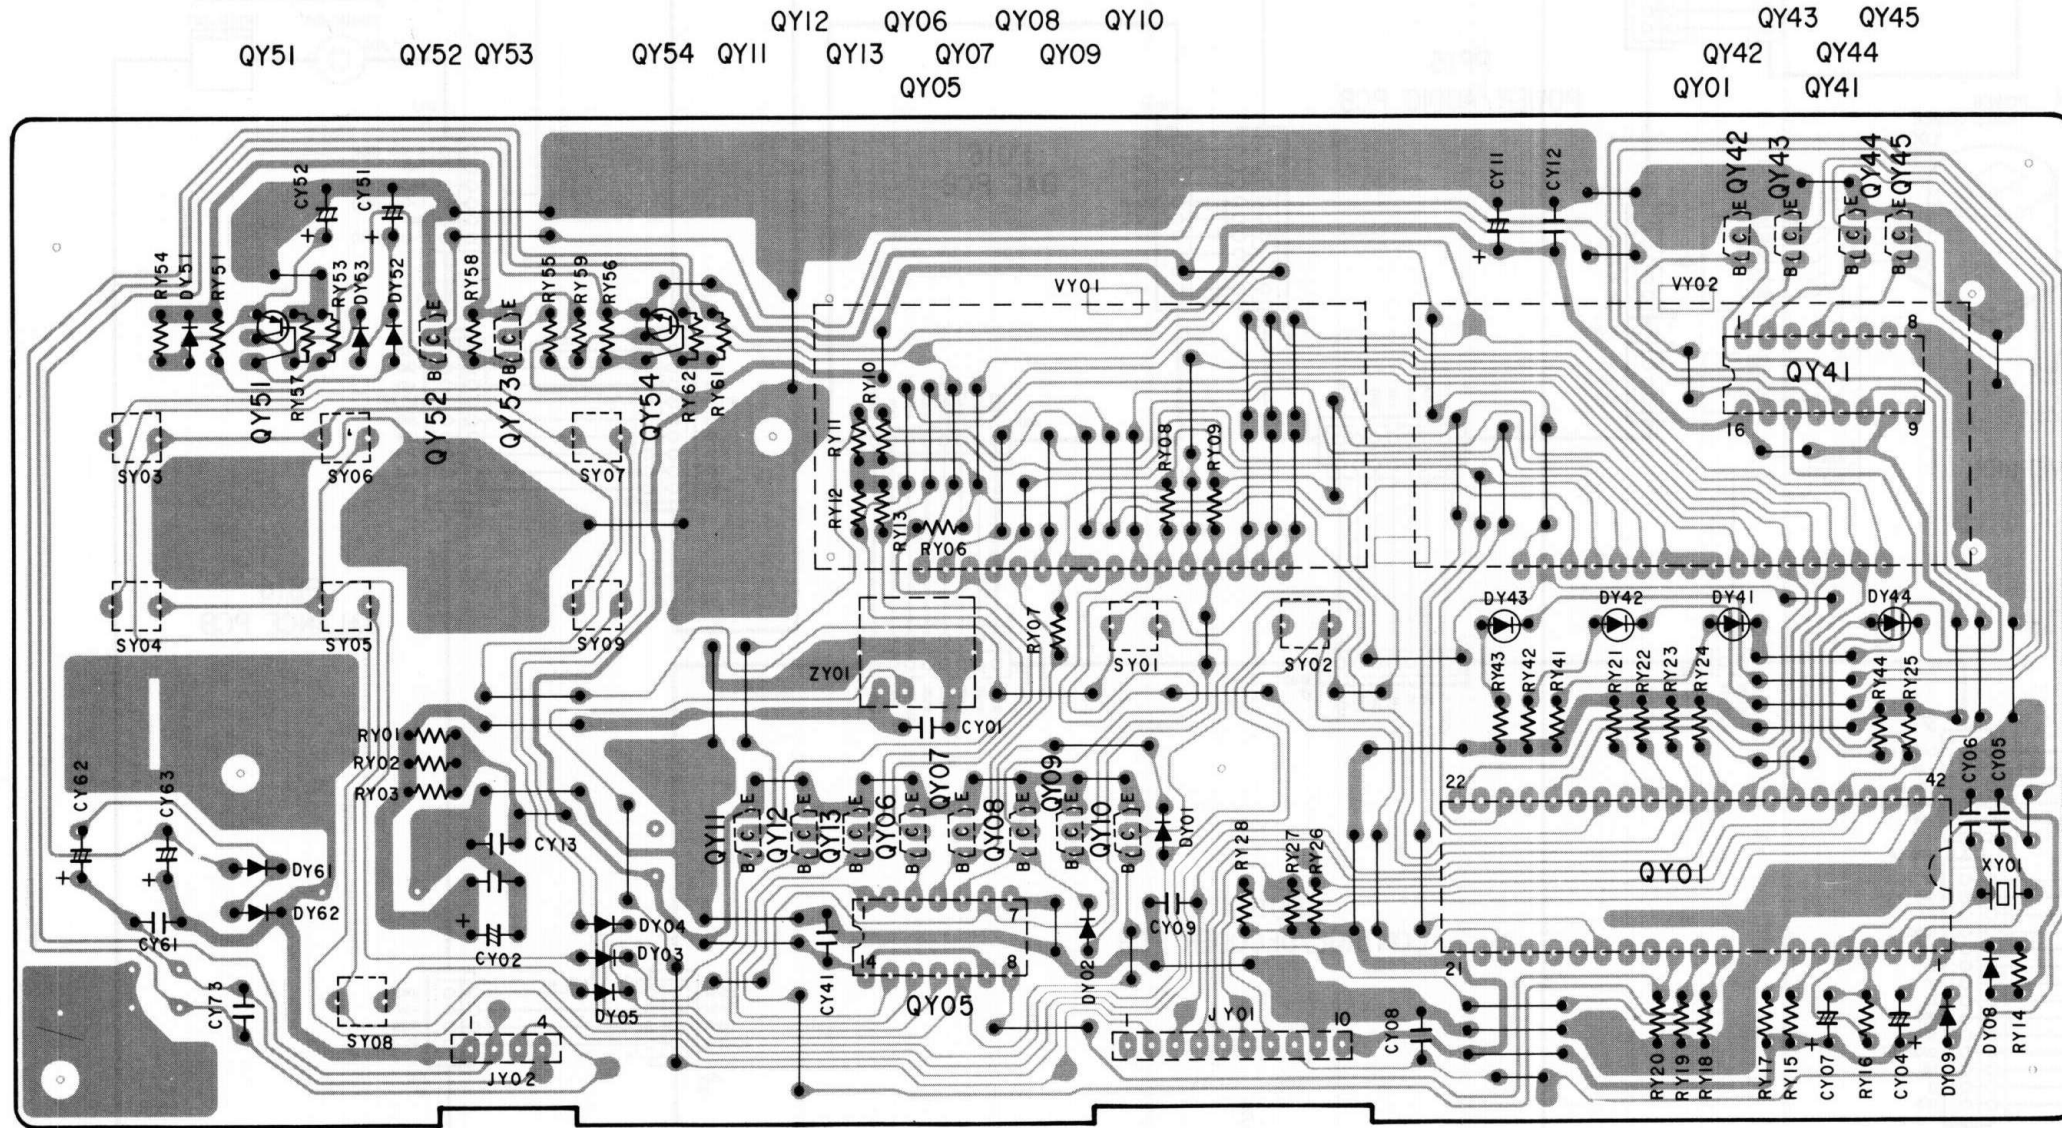 QY12 QY06 QY08 QY10 QY43 QY45
QY51 QY52 QY53 QY54 QY11 QY13 QY07 QY09 QY42 QY44
QY05 QY01 QY41
CY52 CY51 CY11 CY12 QY42 QY43 QY44 QY45
+ + +
E E E E
C C C C
B B B B
RY54 DY51 RY51 RY53 DY53 DY52 RY58 RY55 RY59 RY56
VY01 VY02
E E
C C
B B
1 8
QY41
16 9
QY51 RY57 QY52 QY53 QY54 RY62 RY61
RY10 RY11 RY08 RY09
SY03 SY06 SY07
RY12 RY13 RY06
SY04 SY05 SY09
ZY01 RY07 SY01 SY02
DY43 DY42 DY41 DY44
RY43 RY42 RY41 RY21 RY22 RY23 RY24 RY44 RY25
RY01 CY01
RY02
RY03
CY62 CY63 QY07 QY09 CY06 CY05
22 42
E E E E E E E E
C C C C C C C C
B B B B B B B B
QY11 QY12 QY13 QY06 QY08 QY10 DY01
CY13
+ +
DY61
DY62
CY61
RY28 RY27 RY26
QY01 XY01
+
CY02
DY04
DY03
DY05
CY41
1 7
14 8
QY05
DY02 CY09
21 1
CY73
SY08
1 4
JY02
1 JY01 10
CY08
DY08 RY14
+ +
RY20 RY19 RY18 RY17 RY15 CY07 RY16 CY04 DY09